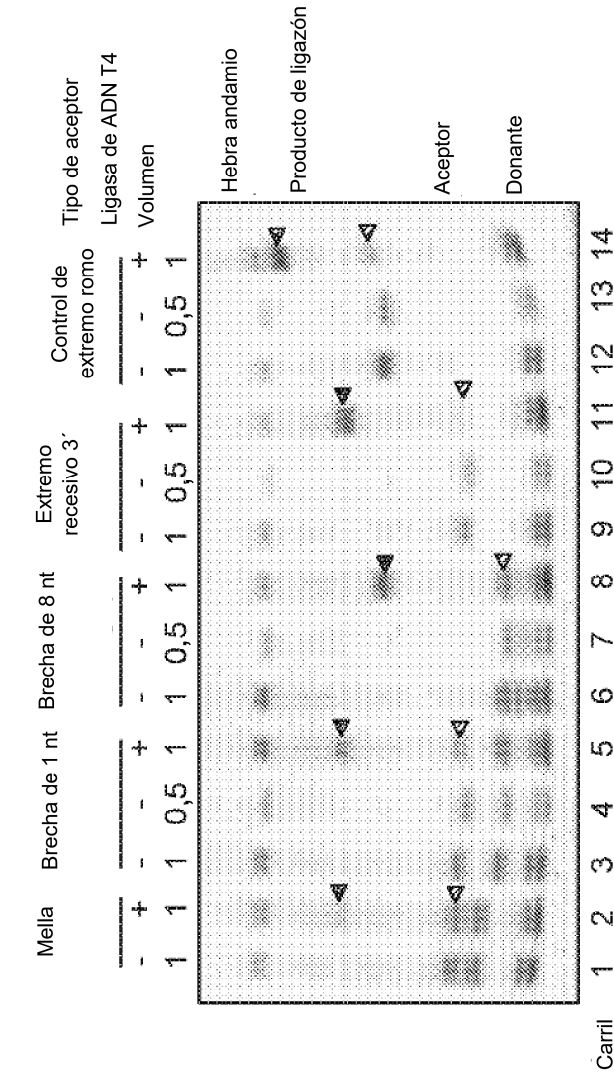 Tipo de aceptor
Ligasa de ADN T4
Volumen
Mella
Brecha de 1 nt
Brecha de 8 nt
Extremo
recesivo 3´
Control de
extremo romo
- + - - + - - + - - + - - +
1 1 1 0,5 1 1 0,5 1 1 0,5 1 1 0,5 1
Hebra andamio
Producto de ligazón
Aceptor
Donante
Carril 1 2 3 4 5 6 7 8 9 10 11 12 13 14